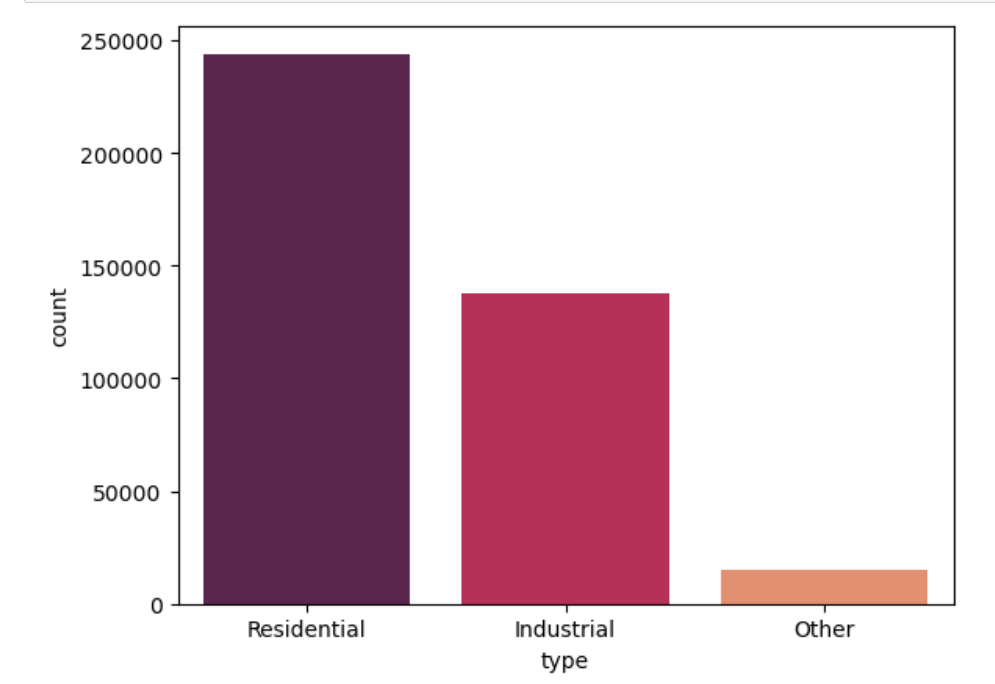 250000
200000
150000
100000
50000
0
count
Residential
Industrial
Other
type